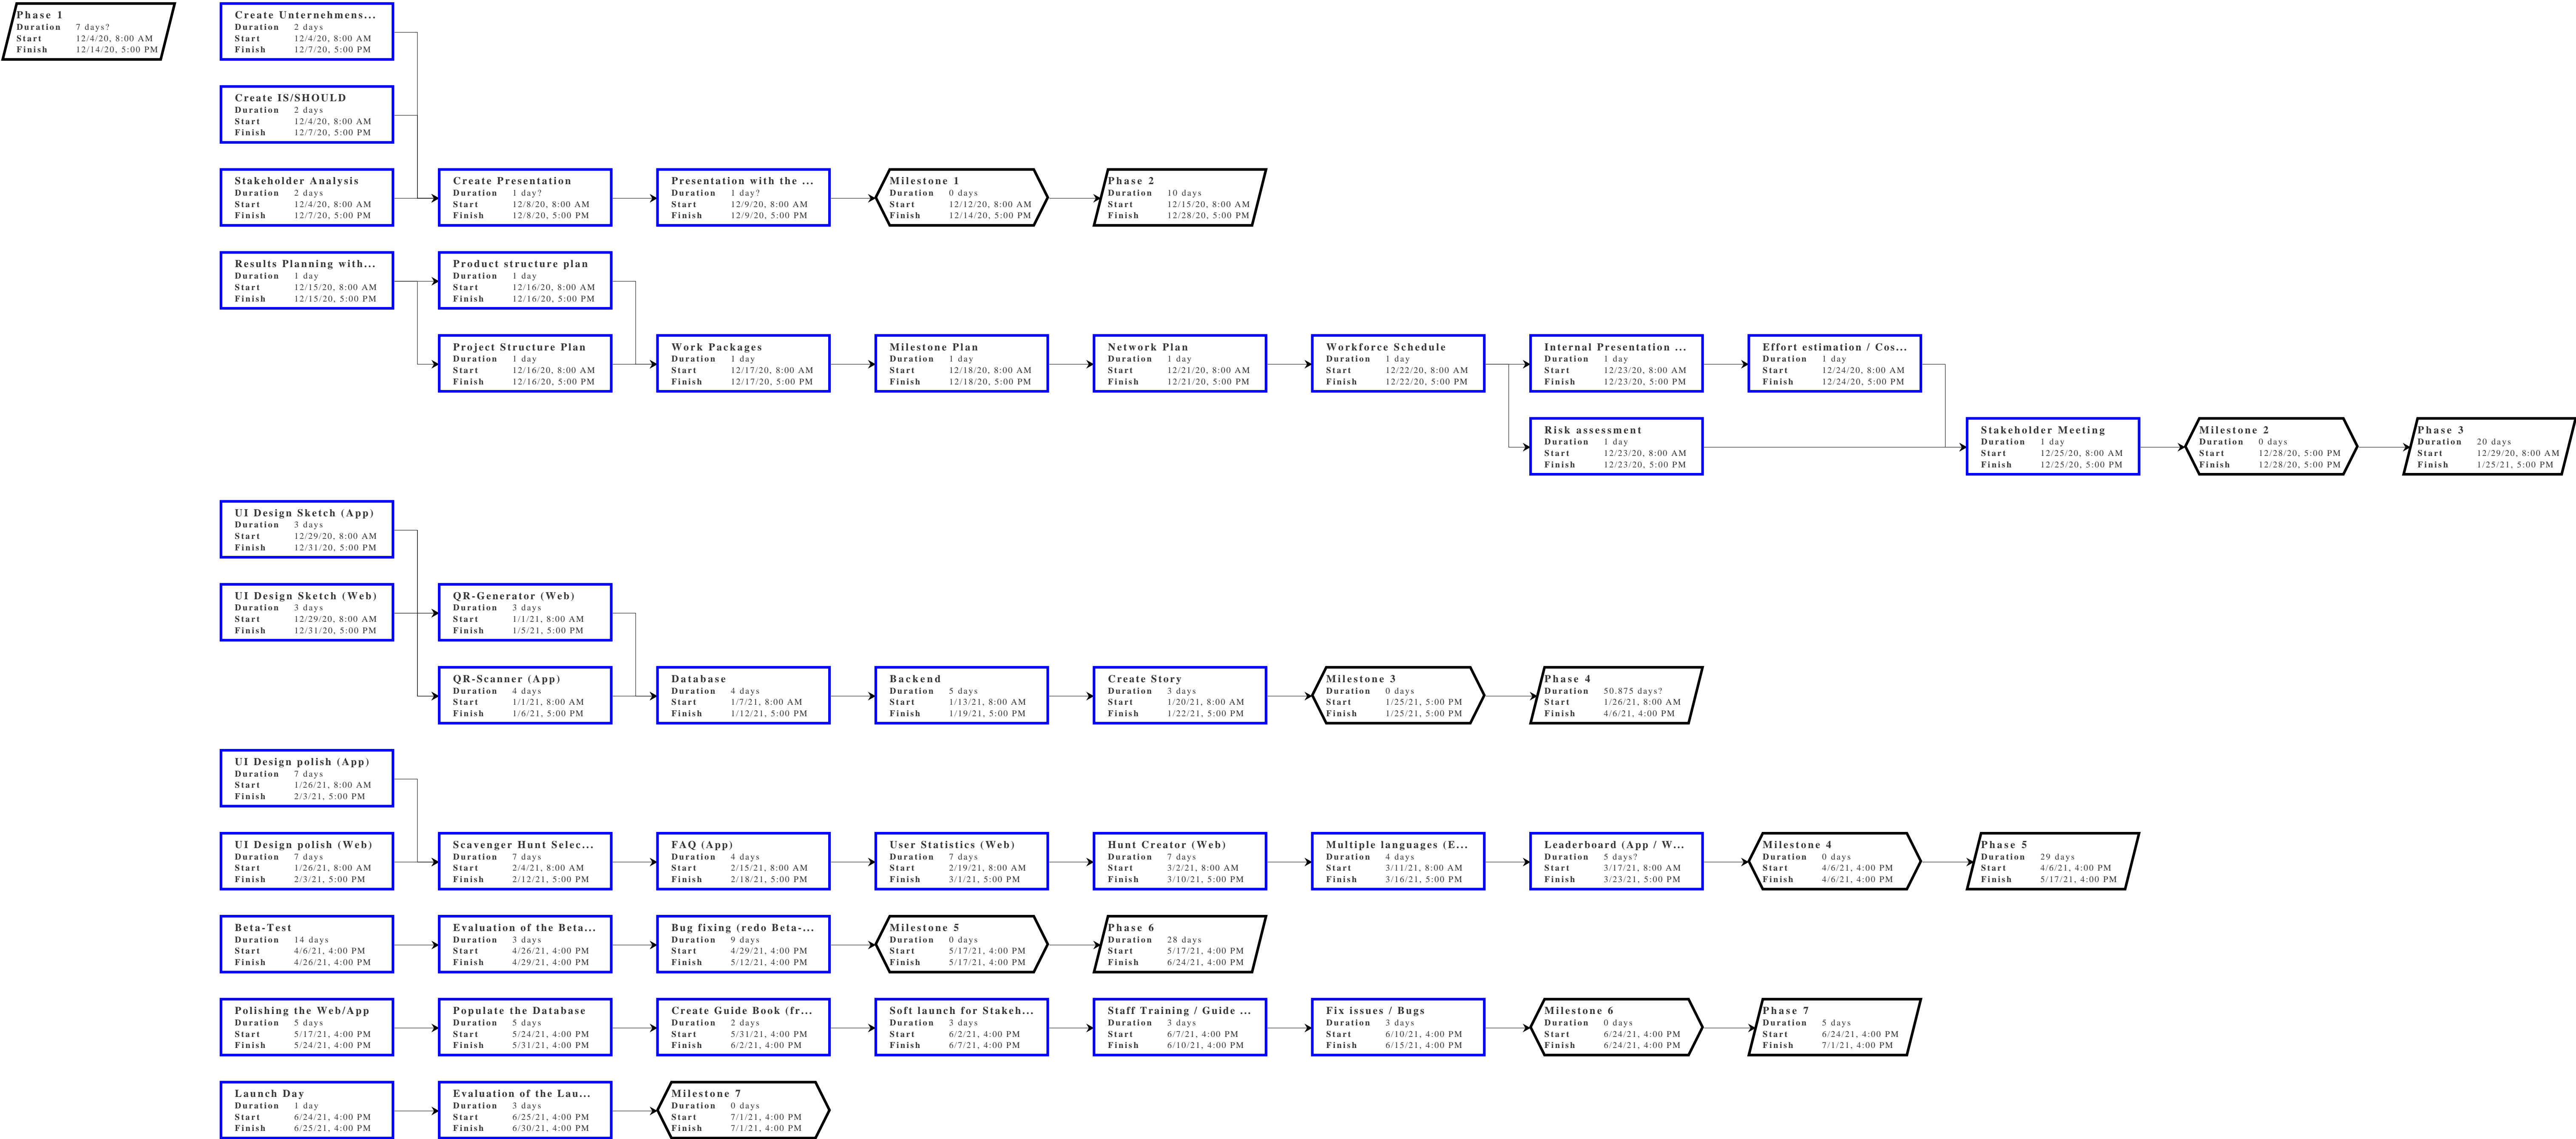 Phase 1
Duration 7 days?
Start 12/4/20, 8:00 AM
Finish 12/14/20, 5:00 PM
Create Unternehmens...
Duration 2 days
Start 12/4/20, 8:00 AM
Finish 12/7/20, 5:00 PM
Create IS/SHOULD
Duration 2 days
Start 12/4/20, 8:00 AM
Finish 12/7/20, 5:00 PM
Stakeholder Analysis
Duration 2 days
Start 12/4/20, 8:00 AM
Finish 12/7/20, 5:00 PM
Create Presentation
Duration 1 day?
Start 12/8/20, 8:00 AM
Finish 12/8/20, 5:00 PM
Presentation with the ...
Duration 1 day?
Start 12/9/20, 8:00 AM
Finish 12/9/20, 5:00 PM
Milestone 1
Duration 0 days
Start 12/12/20, 8:00 AM
Finish 12/14/20, 5:00 PM
Phase 2
Duration 10 days
Start 12/15/20, 8:00 AM
Finish 12/28/20, 5:00 PM
Results Planning with...
Duration 1 day
Start 12/15/20, 8:00 AM
Finish 12/15/20, 5:00 PM
Product structure plan
Duration 1 day
Start 12/16/20, 8:00 AM
Finish 12/16/20, 5:00 PM
Project Structure Plan
Duration 1 day
Start 12/16/20, 8:00 AM
Finish 12/16/20, 5:00 PM
Work Packages
Duration 1 day
Start 12/17/20, 8:00 AM
Finish 12/17/20, 5:00 PM
Milestone Plan
Duration 1 day
Start 12/18/20, 8:00 AM
Finish 12/18/20, 5:00 PM
Network Plan
Duration 1 day
Start 12/21/20, 8:00 AM
Finish 12/21/20, 5:00 PM
Workforce Schedule
Duration 1 day
Start 12/22/20, 8:00 AM
Finish 12/22/20, 5:00 PM
Internal Presentation ...
Duration 1 day
Start 12/23/20, 8:00 AM
Finish 12/23/20, 5:00 PM
Effort estimation / Cos...
Duration 1 day
Start 12/24/20, 8:00 AM
Finish 12/24/20, 5:00 PM
Risk assessment
Duration 1 day
Start 12/23/20, 8:00 AM
Finish 12/23/20, 5:00 PM
Stakeholder Meeting
Duration 1 day
Start 12/25/20, 8:00 AM
Finish 12/25/20, 5:00 PM
Milestone 2
Duration 0 days
Start 12/28/20, 5:00 PM
Finish 12/28/20, 5:00 PM
Phase 3
Duration 20 days
Start 12/29/20, 8:00 AM
Finish 1/25/21, 5:00 PM
UI Design Sketch (App)
Duration 3 days
Start 12/29/20, 8:00 AM
Finish 12/31/20, 5:00 PM
UI Design Sketch (Web)
Duration 3 days
Start 12/29/20, 8:00 AM
Finish 12/31/20, 5:00 PM
QR-Generator (Web)
Duration 3 days
Start 1/1/21, 8:00 AM
Finish 1/5/21, 5:00 PM
QR-Scanner (App)
Duration 4 days
Start 1/1/21, 8:00 AM
Finish 1/6/21, 5:00 PM
Database
Duration 4 days
Start 1/7/21, 8:00 AM
Finish 1/12/21, 5:00 PM
Backend
Duration 5 days
Start 1/13/21, 8:00 AM
Finish 1/19/21, 5:00 PM
Create Story
Duration 3 days
Start 1/20/21, 8:00 AM
Finish 1/22/21, 5:00 PM
Milestone 3
Duration 0 days
Start 1/25/21, 5:00 PM
Finish 1/25/21, 5:00 PM
Phase 4
Duration 50.875 days?
Start 1/26/21, 8:00 AM
Finish 4/6/21, 4:00 PM
UI Design polish (App)
Duration 7 days
Start 1/26/21, 8:00 AM
Finish 2/3/21, 5:00 PM
UI Design polish (Web)
Duration 7 days
Start 1/26/21, 8:00 AM
Finish 2/3/21, 5:00 PM
Scavenger Hunt Selec...
Duration 7 days
Start 2/4/21, 8:00 AM
Finish 2/12/21, 5:00 PM
FAQ (App)
Duration 4 days
Start 2/15/21, 8:00 AM
Finish 2/18/21, 5:00 PM
User Statistics (Web)
Duration 7 days
Start 2/19/21, 8:00 AM
Finish 3/1/21, 5:00 PM
Hunt Creator (Web)
Duration 7 days
Start 3/2/21, 8:00 AM
Finish 3/10/21, 5:00 PM
Multiple languages (E...
Duration 4 days
Start 3/11/21, 8:00 AM
Finish 3/16/21, 5:00 PM
Leaderboard (App / W...
Duration 5 days?
Start 3/17/21, 8:00 AM
Finish 3/23/21, 5:00 PM
Milestone 4
Duration 0 days
Start 4/6/21, 4:00 PM
Finish 4/6/21, 4:00 PM
Phase 5
Duration 29 days
Start 4/6/21, 4:00 PM
Finish 5/17/21, 4:00 PM
Beta-Test
Duration 14 days
Start 4/6/21, 4:00 PM
Finish 4/26/21, 4:00 PM
Evaluation of the Beta...
Duration 3 days
Start 4/26/21, 4:00 PM
Finish 4/29/21, 4:00 PM
Bug fixing (redo Beta-...
Duration 9 days
Start 4/29/21, 4:00 PM
Finish 5/12/21, 4:00 PM
Milestone 5
Duration 0 days
Start 5/17/21, 4:00 PM
Finish 5/17/21, 4:00 PM
Phase 6
Duration 28 days
Start 5/17/21, 4:00 PM
Finish 6/24/21, 4:00 PM
Polishing the Web/App
Duration 5 days
Start 5/17/21, 4:00 PM
Finish 5/24/21, 4:00 PM
Populate the Database
Duration 5 days
Start 5/24/21, 4:00 PM
Finish 5/31/21, 4:00 PM
Create Guide Book (fr...
Duration 2 days
Start 5/31/21, 4:00 PM
Finish 6/2/21, 4:00 PM
Soft launch for Stakeh...
Duration 3 days
Start 6/2/21, 4:00 PM
Finish 6/7/21, 4:00 PM
Staff Training / Guide ...
Duration 3 days
Start 6/7/21, 4:00 PM
Finish 6/10/21, 4:00 PM
Fix issues / Bugs
Duration 3 days
Start 6/10/21, 4:00 PM
Finish 6/15/21, 4:00 PM
Milestone 6
Duration 0 days
Start 6/24/21, 4:00 PM
Finish 6/24/21, 4:00 PM
Phase 7
Duration 5 days
Start 6/24/21, 4:00 PM
Finish 7/1/21, 4:00 PM
Launch Day
Duration 1 day
Start 6/24/21, 4:00 PM
Finish 6/25/21, 4:00 PM
Evaluation of the Lau...
Duration 3 days
Start 6/25/21, 4:00 PM
Finish 6/30/21, 4:00 PM
Milestone 7
Duration 0 days
Start 7/1/21, 4:00 PM
Finish 7/1/21, 4:00 PM